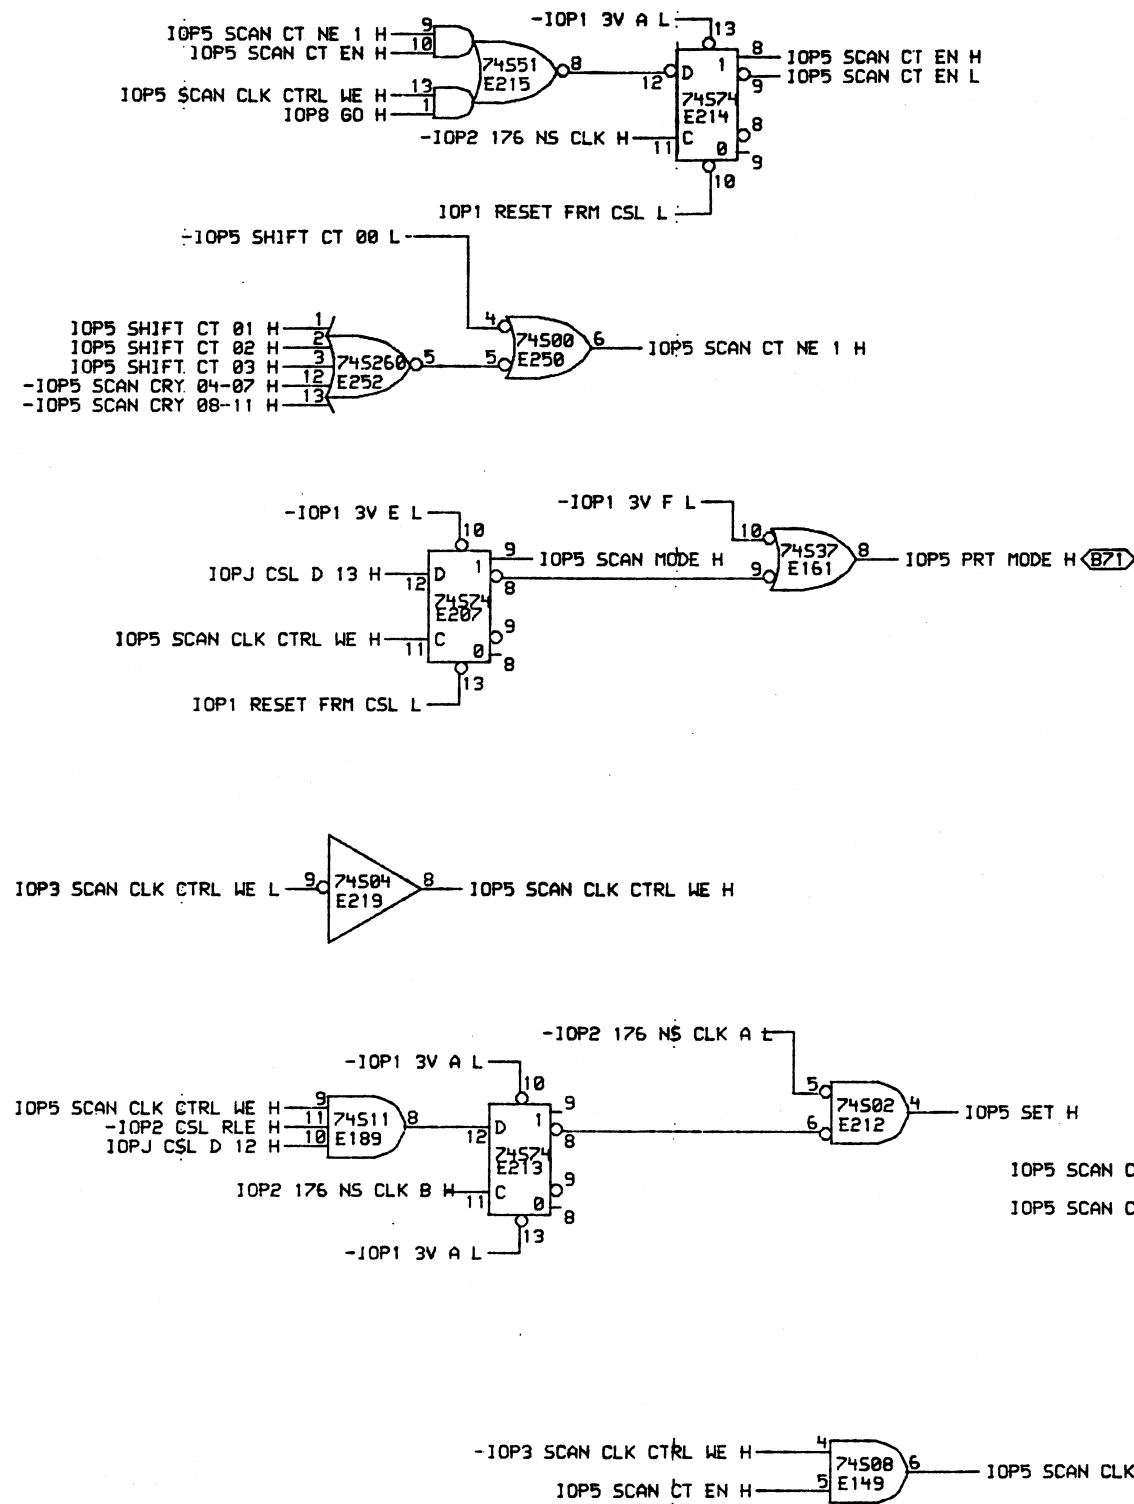 -IOP1 3V A L
13
IOP5 SCAN CT NE 1 H 9
IOP5 SCAN CT EN H 10
74S51
E215
8
12
D 1
74S74
E214
8 IOP5 SCAN CT EN H
9 IOP5 SCAN CT EN L
IOP5 SCAN CLK CTRL WE H 13
IOP8 GO H 1
-IOP2 176 NS CLK H 11 C
0
8
9
10
IOP1 RESET FRM CSL L
-IOP5 SHIFT CT 00 L
IOP5 SHIFT CT 01 H 1
IOP5 SHIFT CT 02 H 2
IOP5 SHIFT CT 03 H 3
-IOP5 SCAN CRY 04-07 H 12
-IOP5 SCAN CRY 08-11 H 13
74S260
E252
5
4
5
74S00
E250
6 IOP5 SCAN CT NE 1 H
-IOP1 3V E L
10
-IOP1 3V F L
10
IOPJ CSL D 13 H 12
D 1
74S74
E207
9 IOP5 SCAN MODE H
8
9
74S37
E161
8 IOP5 PRT MODE H B71
IOP5 SCAN CLK CTRL WE H 11 C
0
9
8
13
IOP1 RESET FRM CSL L
IOP3 SCAN CLK CTRL WE L 9
74S04
E219
8 IOP5 SCAN CLK CTRL WE H
-IOP2 176 NS CLK A L
5
-IOP1 3V A L
10
IOP5 SCAN CLK CTRL WE H 9
-IOP2 CSL RLE H 11
IOPJ CSL D 12 H 10
74S11
E189
8
12
D 1
74S74
E213
9
8
6
74S02
E212
4 IOP5 SET H
IOP5 SCAN C
IOP2 176 NS CLK B H 11 C
0
9
8
IOP5 SCAN C
13
-IOP1 3V A L
-IOP3 SCAN CLK CTRL WE H 4
IOP5 SCAN CT EN H 5
74S08
E149
6 IOP5 SCAN CLK